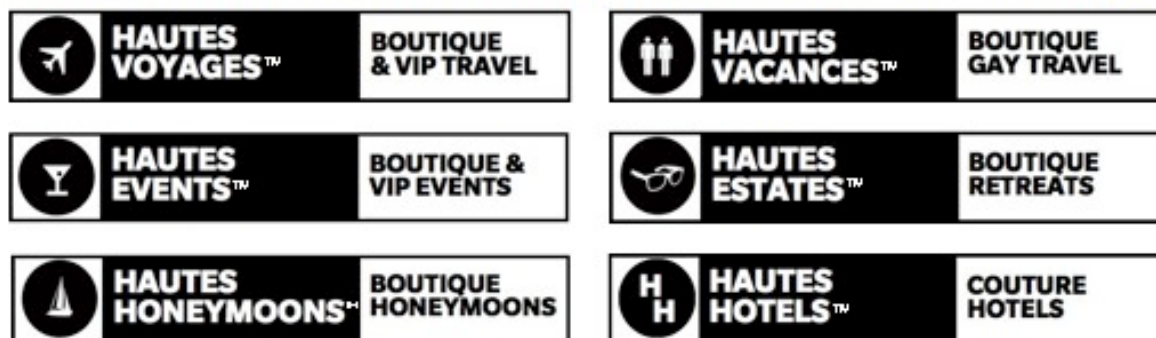 HAUTES
VOYAGES™
BOUTIQUE
& VIP TRAVEL
HAUTES
VACANCES™
BOUTIQUE
GAY TRAVEL
HAUTES
EVENTS™
BOUTIQUE &
VIP EVENTS
HAUTES
ESTATES™
BOUTIQUE
RETREATS
HAUTES
HONEYMOONS™
BOUTIQUE
HONEYMOONS
H
H
HAUTES
HOTELS™
COUTURE
HOTELS